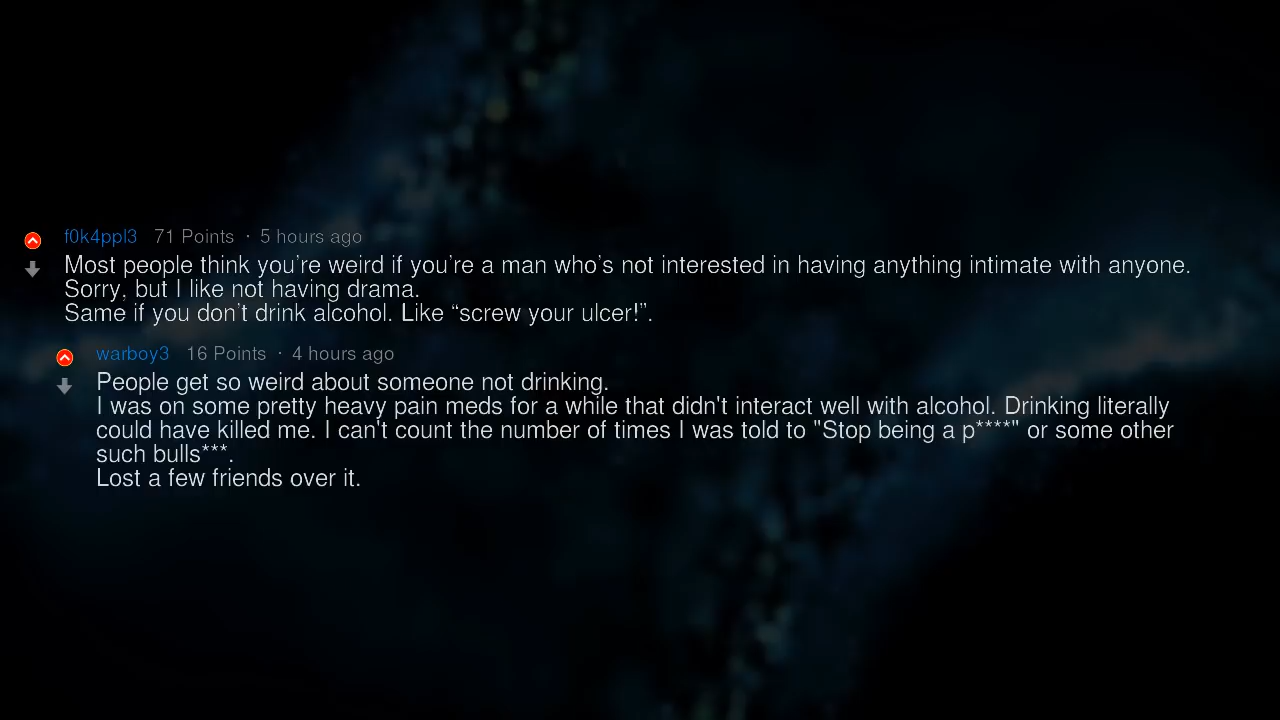 f0k4ppl3 71 Points · 5 hours ago
Most people think you’re weird if you’re a man who’s not interested in having anything intimate with anyone.
Sorry, but I like not having drama.
Same if you don’t drink alcohol. Like “screw your ulcer!”.
warboy3 16 Points · 4 hours ago
People get so weird about someone not drinking.
I was on some pretty heavy pain meds for a while that didn't interact well with alcohol. Drinking literally
could have killed me. I can't count the number of times I was told to "Stop being a p****" or some other
such bulls***.
Lost a few friends over it.